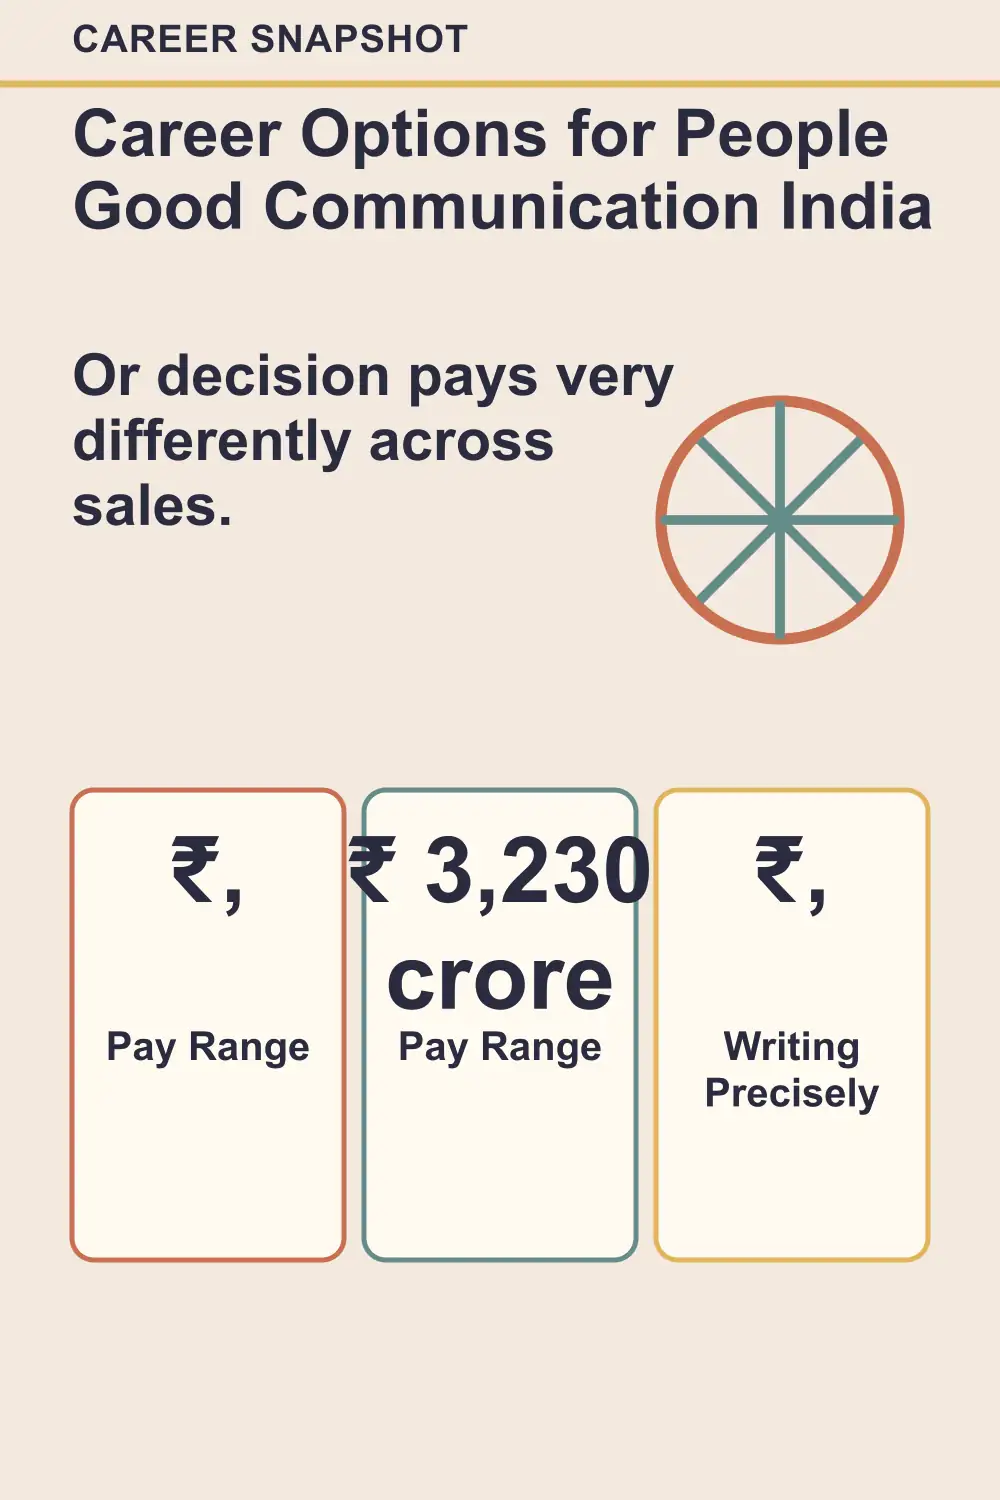 CAREER SNAPSHOT
Career Options for People
Good Communication India
Or decision pays very
differently across
sales.
₹,
Pay Range
₹ 3,230
crore
Pay Range
₹,
Writing
Precisely